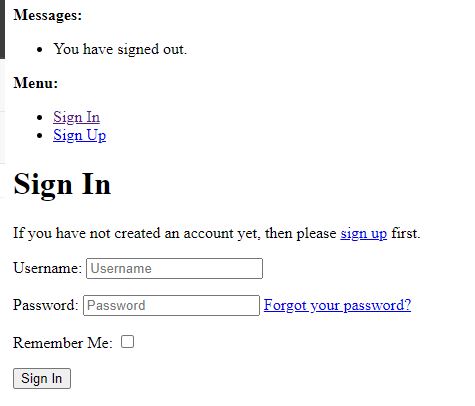 Messages:
You have signed out.
Menu:
Sign In
Sign Up
Sign In
If you have not created an account yet, then please sign up first.
Username: Username
Password: Password Forgot your password?
Remember Me:
Sign In